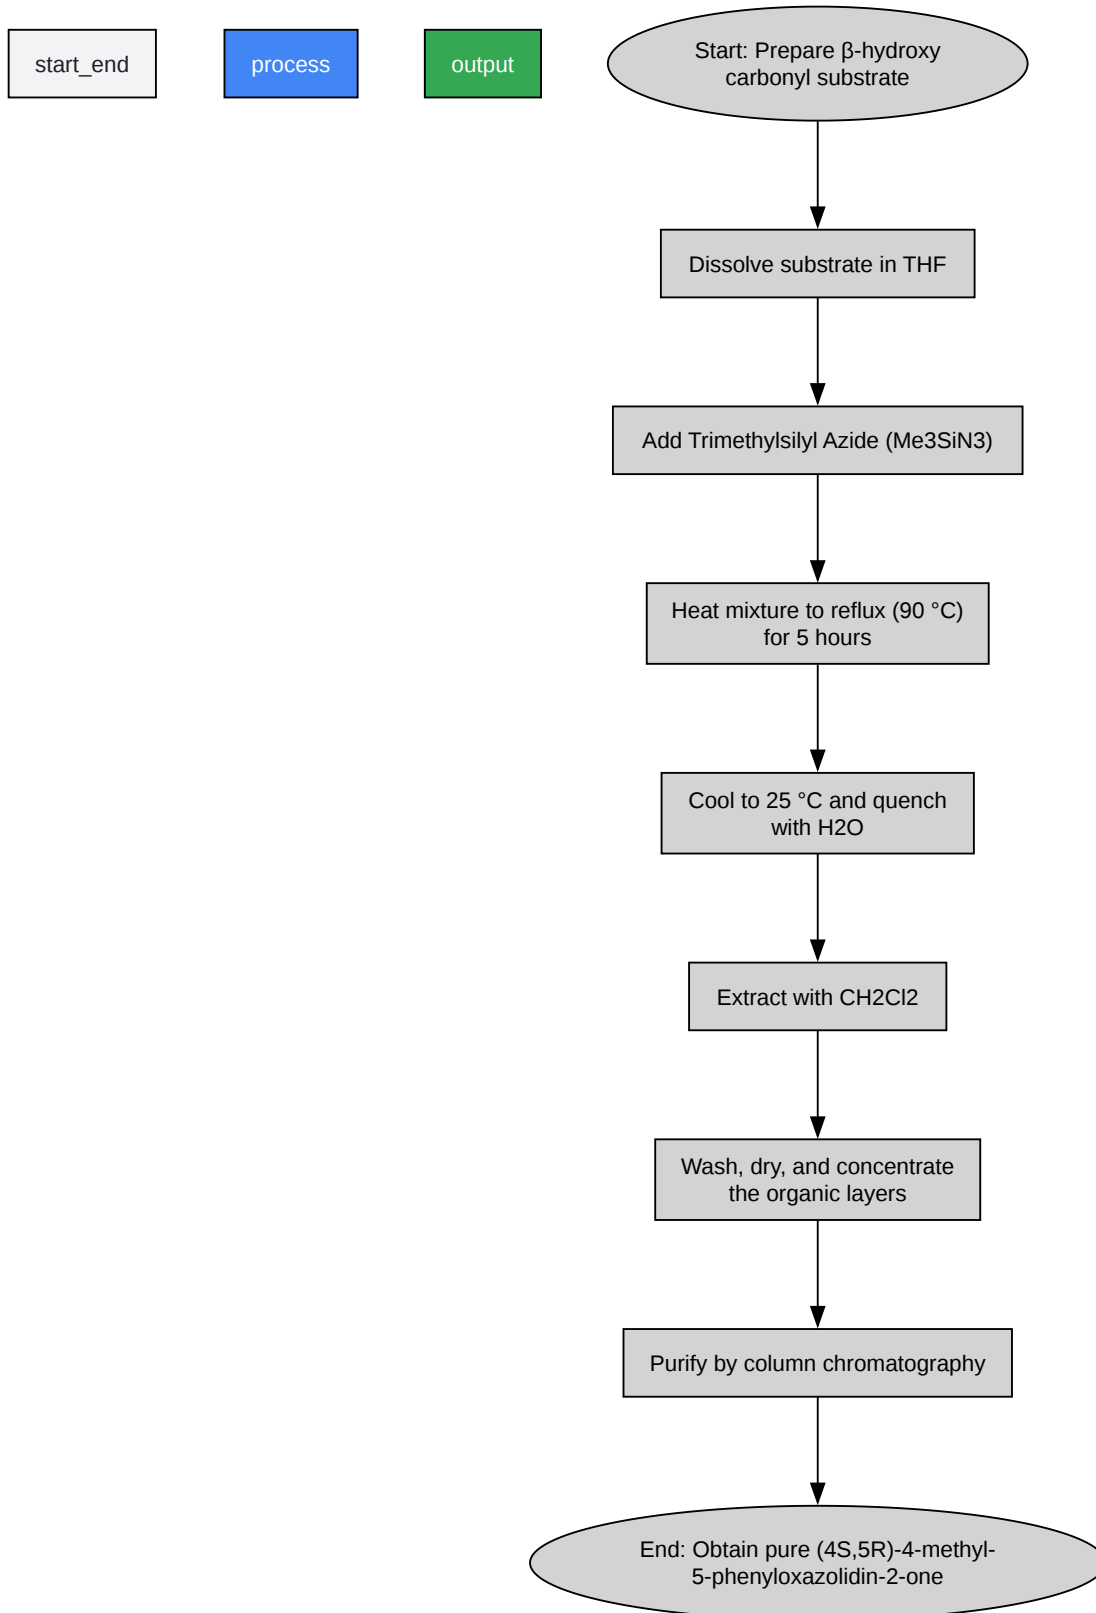 start_end
process
output
Start: Prepare β-hydroxy
carbonyl substrate
Dissolve substrate in THF
Add Trimethylsilyl Azide (Me3SiN3)
Heat mixture to reflux (90 °C)
for 5 hours
Cool to 25 °C and quench
with H2O
Extract with CH2Cl2
Wash, dry, and concentrate
the organic layers
Purify by column chromatography
End: Obtain pure (4S,5R)-4-methyl-
5-phenyloxazolidin-2-one